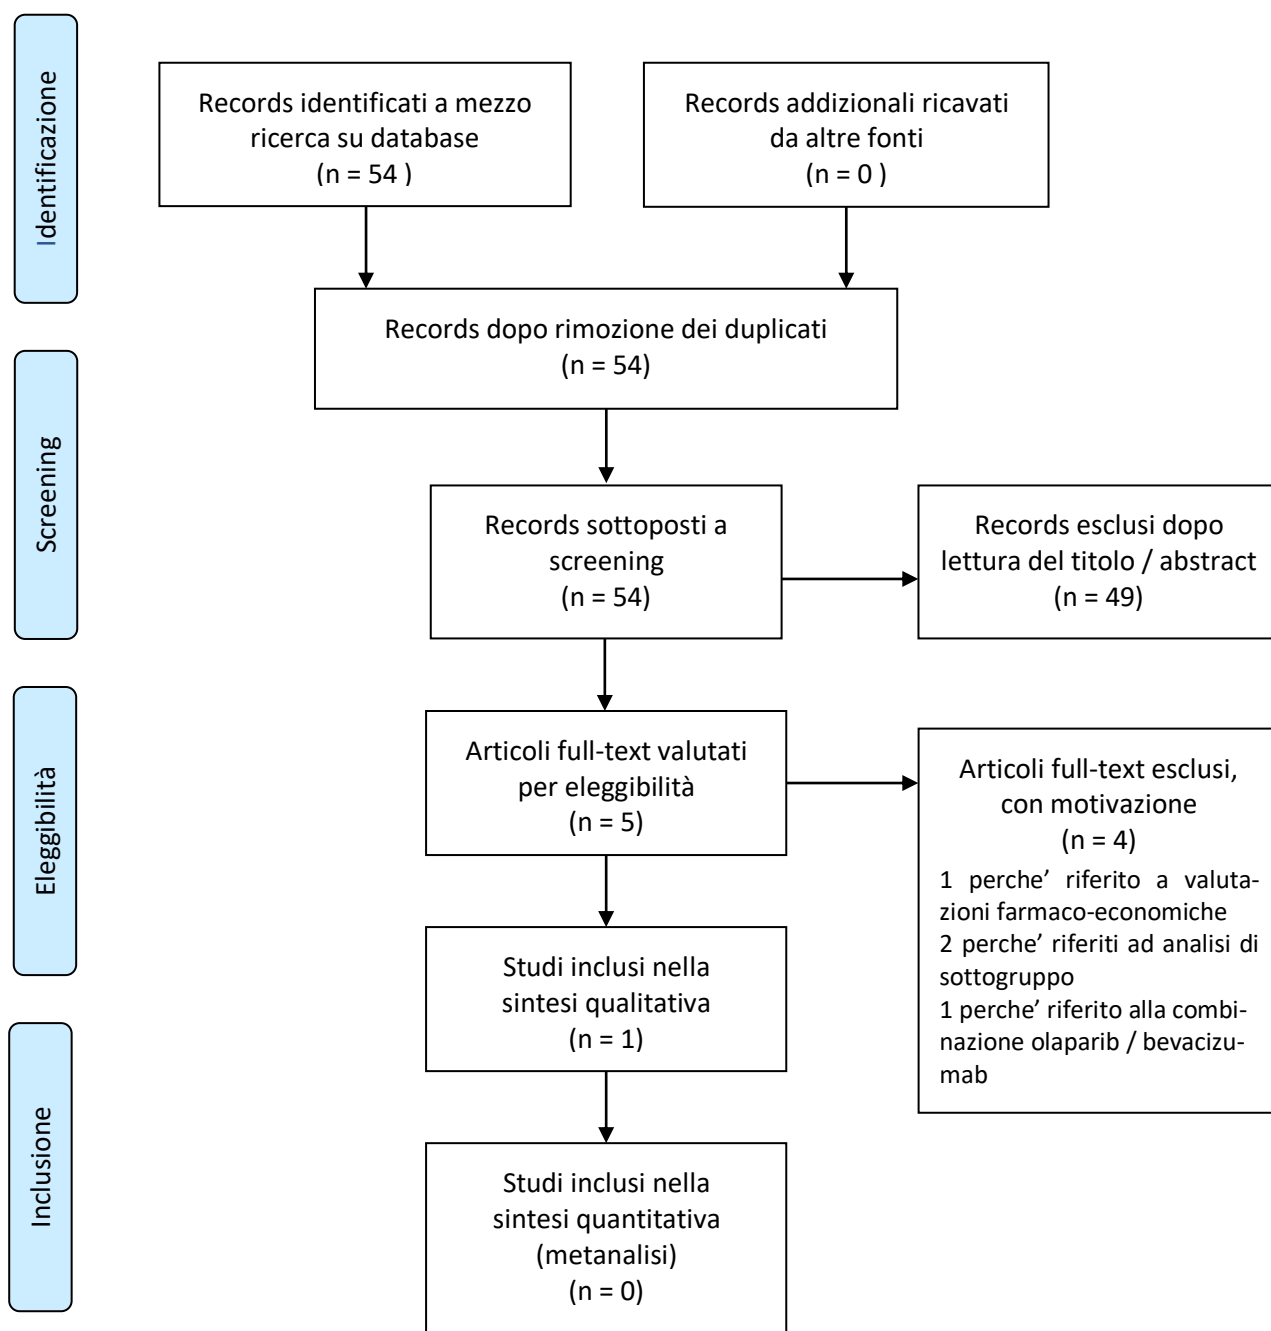 Identificazione
Records identificati a mezzo
ricerca su database
(n = 54 )
Records addizionali ricavati
da altre fonti
(n = 0 )
Records dopo rimozione dei duplicati
(n = 54)
Screening
Records sottoposti a
screening
(n = 54)
Records esclusi dopo
lettura del titolo / abstract
(n = 49)
Eleggibilità
Articoli full-text valutati
per eleggibilità
(n = 5)
Articoli full-text esclusi,
con motivazione
(n = 4)
1 perche’ riferito a valuta-
zioni farmaco-economiche
2 perche’ riferiti ad analisi di
sottogruppo
1 perche’ riferito alla combi-
nazione olaparib / bevacizu-
mab
Studi inclusi nella
sintesi qualitativa
(n = 1)
Inclusione
Studi inclusi nella
sintesi quantitativa
(metanalisi)
(n = 0)